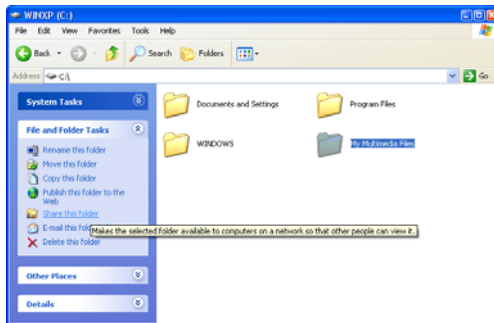 WINXP (C:)
File Edit View Favorites Tools Help
Back Search Folders
Address C:\ Go
System Tasks
Documents and Settings
Program Files
File and Folder Tasks
WINDOWS
My Multimedia Files
Rename this folder
Move this folder
Copy this folder
Publish this folder to the
Web
Share this folder
E-mail this
Makes the selected folder available to computers on a network so that other people can view it.
Delete this folder
Other Places
Details